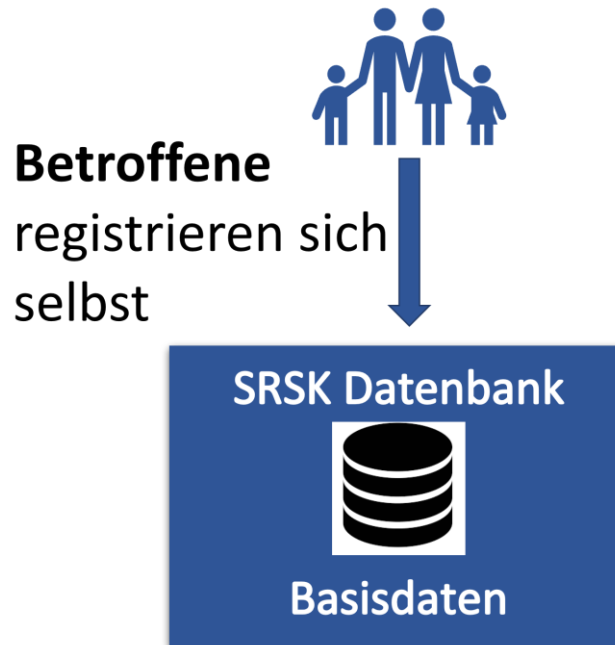 Betroffene
registrieren sich
selbst
SRSK Datenbank
Basisdaten